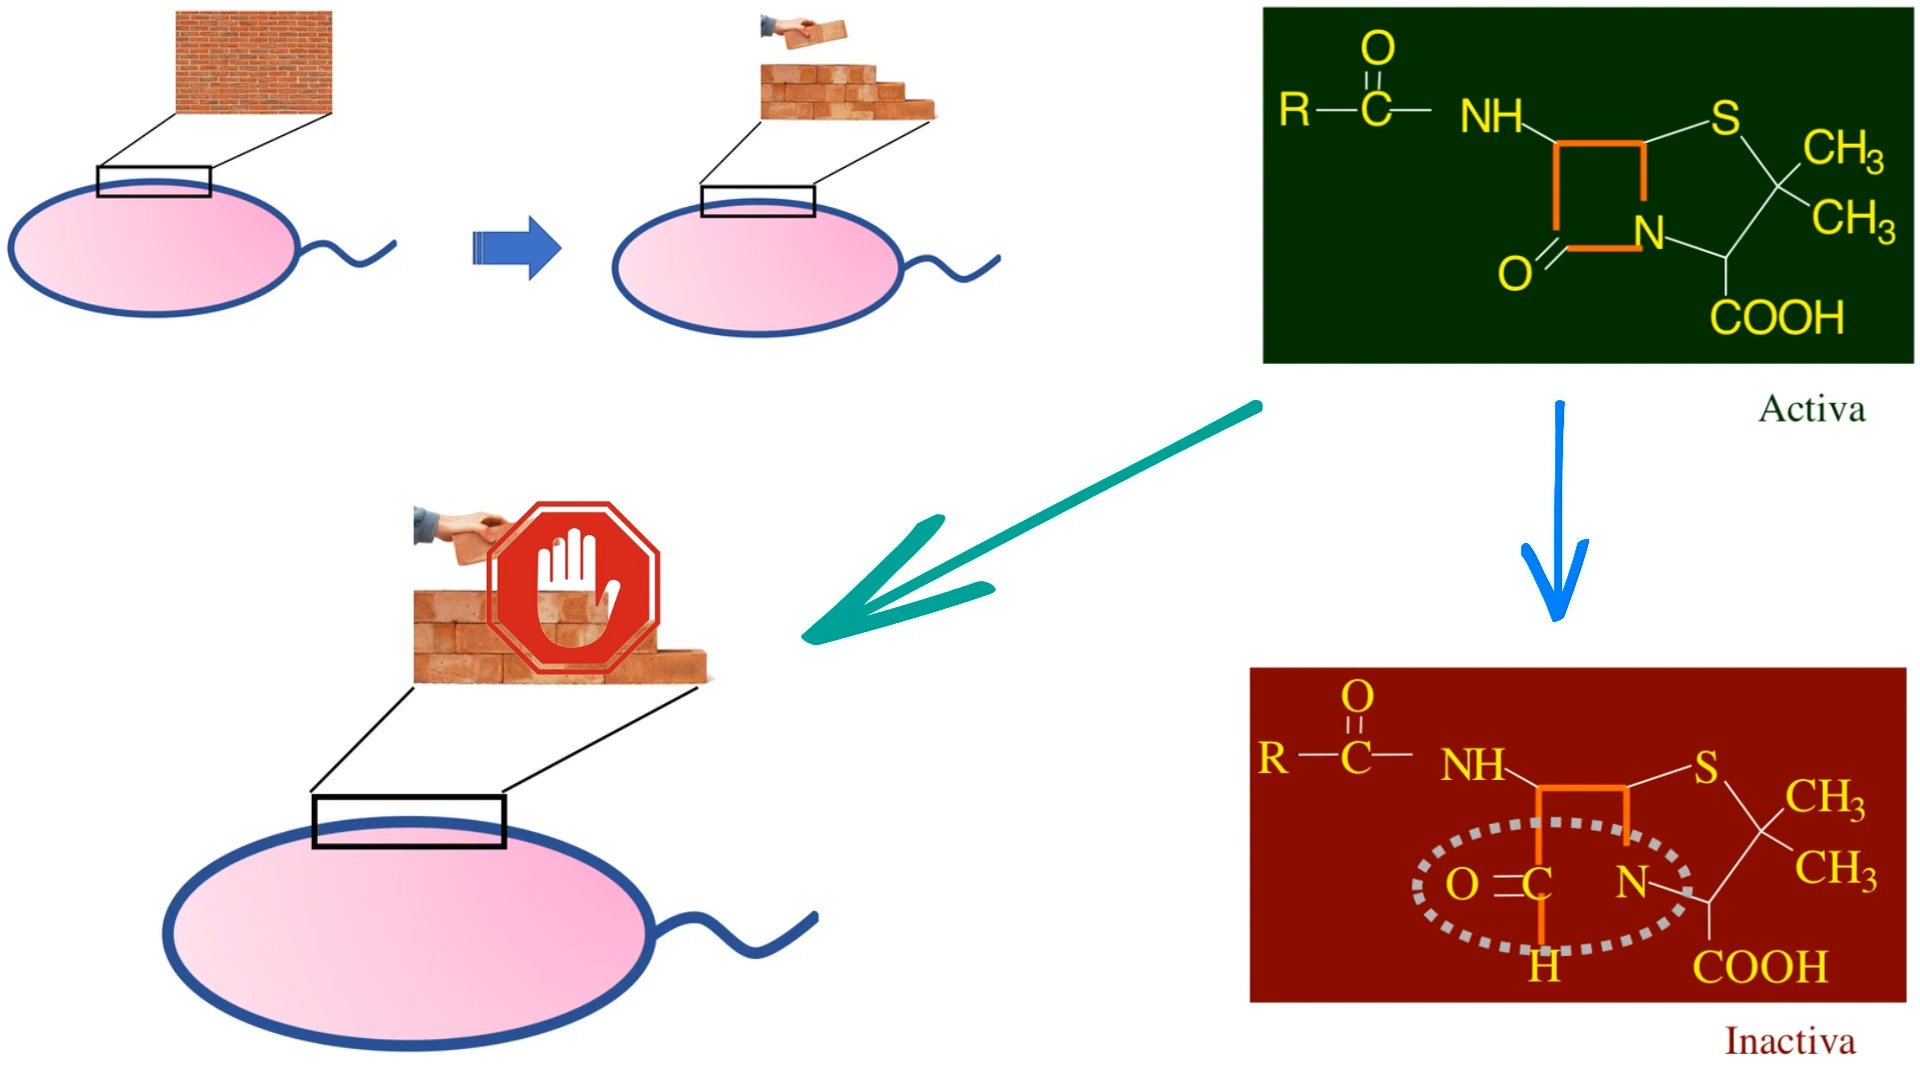 O
R C NH S CH₃
CH₃
N
O
COOH
Activa
O
R C NH S CH₃
CH₃
O C N
H COOH
Inactiva